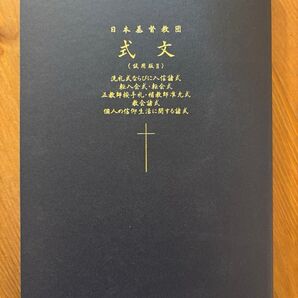 日本基督教団
式文
(試用版Ⅱ)
洗礼式ならびに入信諸式
転入会式・転会式
正教師按手礼・補教師准允式
教会諸式
個人の信仰生活に関する諸式